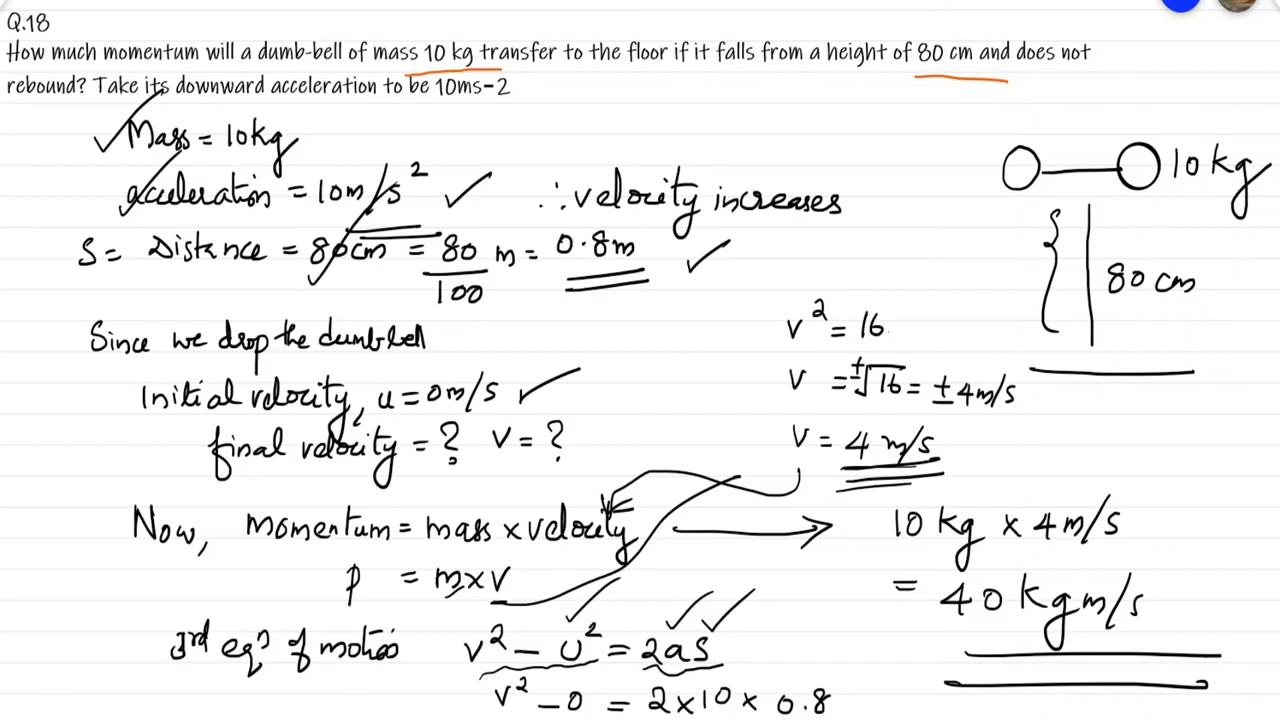 Q.18
How much momentum will a dumb-bell of mass 10 kg transfer to the floor if it falls from a height of 80 cm and does not
rebound? Take its downward acceleration to be 10ms-2
Mass = 10kg
acceleration = 10m/s² ∴ velocity increases
S = Distance = 80cm = 80/100 m = 0.8m
10 kg
80 cm
Since we drop the dumbbell
Initial velocity, u = 0m/s
final velocity = ? v = ?
v² = 16
v = ±√16 = ± 4m/s
v = 4 m/s
Now, momentum = mass x velocity
p = m x v
10 kg x 4 m/s
= 40 kgm/s
3rd eqⁿ of motion v² - u² = 2as
v² - 0 = 2 x 10 x 0.8